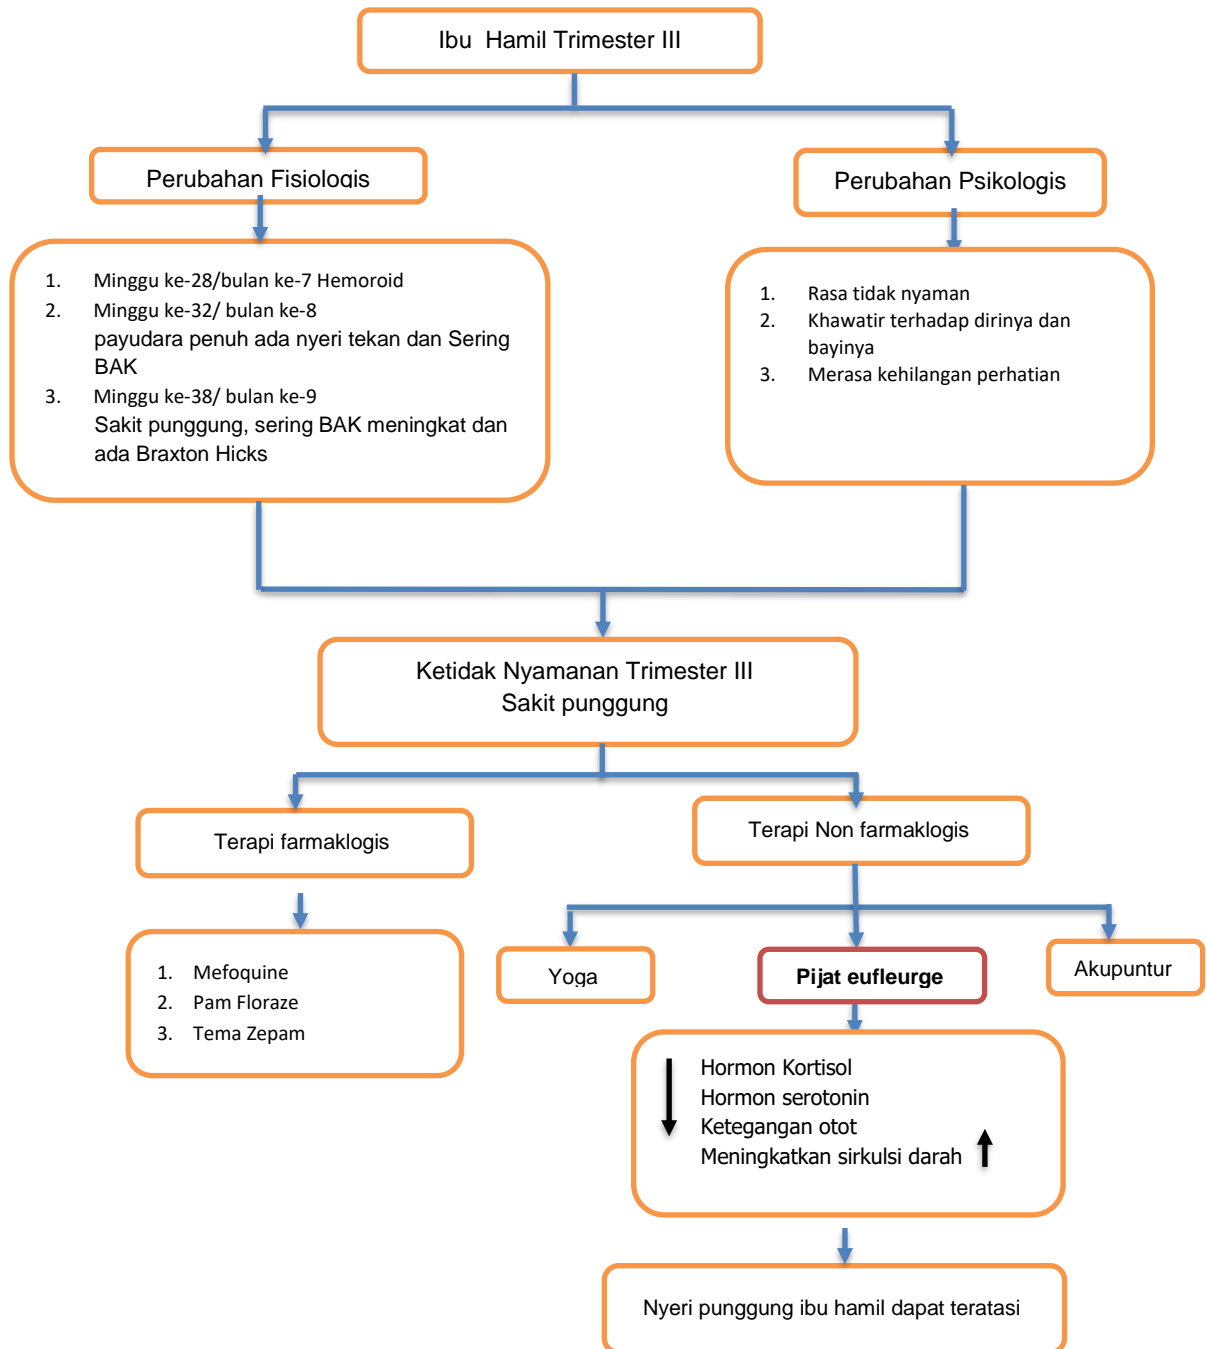 Ibu Hamil Trimester III
Perubahan Fisiologis
Perubahan Psikologis
1. Minggu ke-28/bulan ke-7 Hemoroid
2. Minggu ke-32/ bulan ke-8
payudara penuh ada nyeri tekan dan Sering
BAK
3. Minggu ke-38/ bulan ke-9
Sakit punggung, sering BAK meningkat dan
ada Braxton Hicks
1. Rasa tidak nyaman
2. Khawatir terhadap dirinya dan
bayinya
3. Merasa kehilangan perhatian
Ketidak Nyamanan Trimester III
Sakit punggung
Terapi farmaklogis
Terapi Non farmaklogis
1. Mefoquine
2. Pam Floraze
3. Tema Zepam
Yoga
Pijat eufleurge
Akupuntur
Hormon Kortisol
Hormon serotonin
Ketegangan otot
Meningkatkan sirkulsi darah
Nyeri punggung ibu hamil dapat teratasi